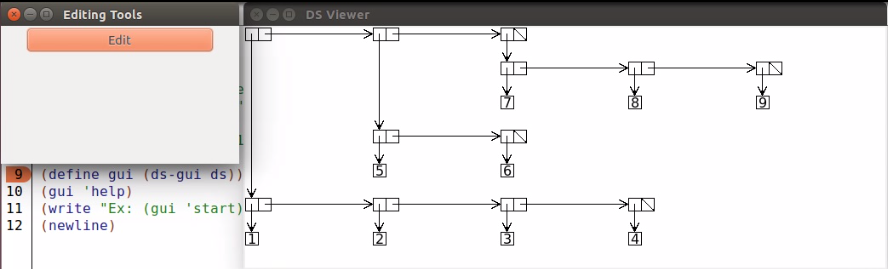 Editing Tools
DS Viewer
Edit
7 8 9
5 6
1 2 3 4
9 (define gui (ds-gui ds))
10 (gui 'help)
11 (write "Ex: (gui 'start)
12 (newline)